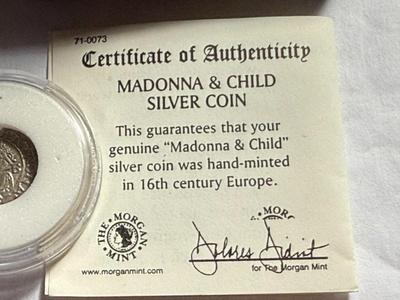 71-0073
Certificate of Authenticity
MADONNA & CHILD
SILVER COIN
This guarantees that your
genuine "Madonna & Child"
silver coin was hand-minted
in 16th century Europe.
• THE • MORGAN MINT
MOR
www.morganmint.com
for The Morgan Mint